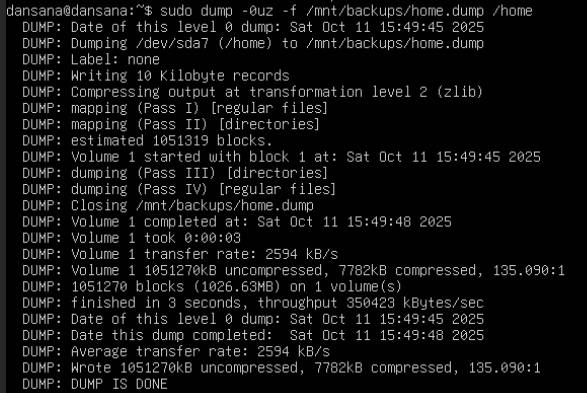 dansana@dansana:~$ sudo dump -0uz -f /mnt/backups/home.dump /home
DUMP: Date of this level 0 dump: Sat Oct 11 15:49:45 2025
DUMP: Dumping /dev/sda7 (/home) to /mnt/backups/home.dump
DUMP: Label: none
DUMP: Writing 10 Kilobyte records
DUMP: Compressing output at transformation level 2 (zlib)
DUMP: mapping (Pass I) [regular files]
DUMP: mapping (Pass II) [directories]
DUMP: estimated 1051319 blocks.
DUMP: Volume 1 started with block 1 at: Sat Oct 11 15:49:45 2025
DUMP: dumping (Pass III) [directories]
DUMP: dumping (Pass IV) [regular files]
DUMP: Closing /mnt/backups/home.dump
DUMP: Volume 1 completed at: Sat Oct 11 15:49:48 2025
DUMP: Volume 1 took 0:00:03
DUMP: Volume 1 transfer rate: 2594 kB/s
DUMP: Volume 1 1051270kB uncompressed, 7782kB compressed, 135.090:1
DUMP: 1051270 blocks (1026.63MB) on 1 volume(s)
DUMP: finished in 3 seconds, throughput 350423 kBytes/sec
DUMP: Date of this level 0 dump: Sat Oct 11 15:49:45 2025
DUMP: Date this dump completed:  Sat Oct 11 15:49:48 2025
DUMP: Average transfer rate: 2594 kB/s
DUMP: Wrote 1051270kB uncompressed, 7782kB compressed, 135.090:1
DUMP: DUMP IS DONE